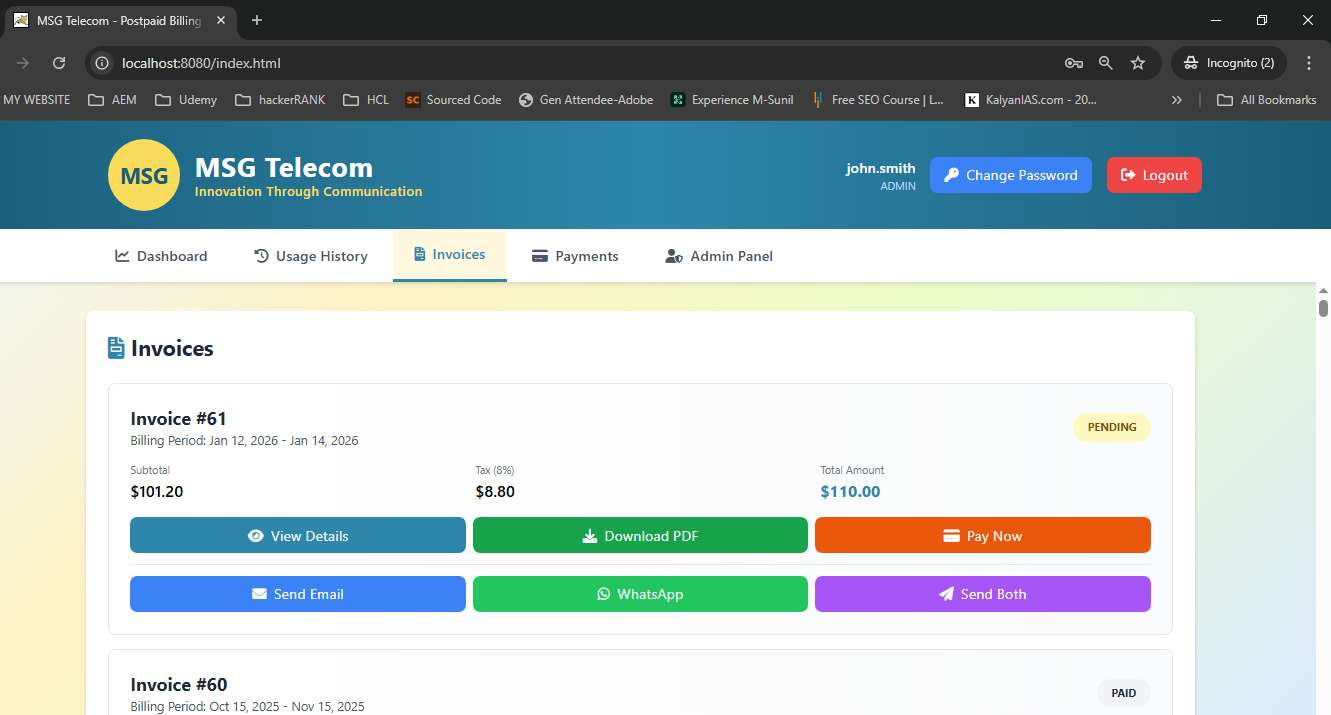 MSG Telecom - Postpaid Billing
localhost:8080/index.html
Incognito (2)
MY WEBSITE AEM Udemy hackerRANK HCL SC Sourced Code Gen Attendee-Adobe Experience M-Sunil Free SEO Course | L... K KalyanIAS.com - 20... All Bookmarks
MSG
MSG Telecom
Innovation Through Communication
john.smith
ADMIN
Change Password
Logout
Dashboard Usage History Invoices Payments Admin Panel
Invoices
Invoice #61
Billing Period: Jan 12, 2026 - Jan 14, 2026
PENDING
Subtotal Tax (8%) Total Amount
$101.20 $8.80 $110.00
View Details Download PDF Pay Now
Send Email WhatsApp Send Both
Invoice #60
Billing Period: Oct 15, 2025 - Nov 15, 2025
PAID